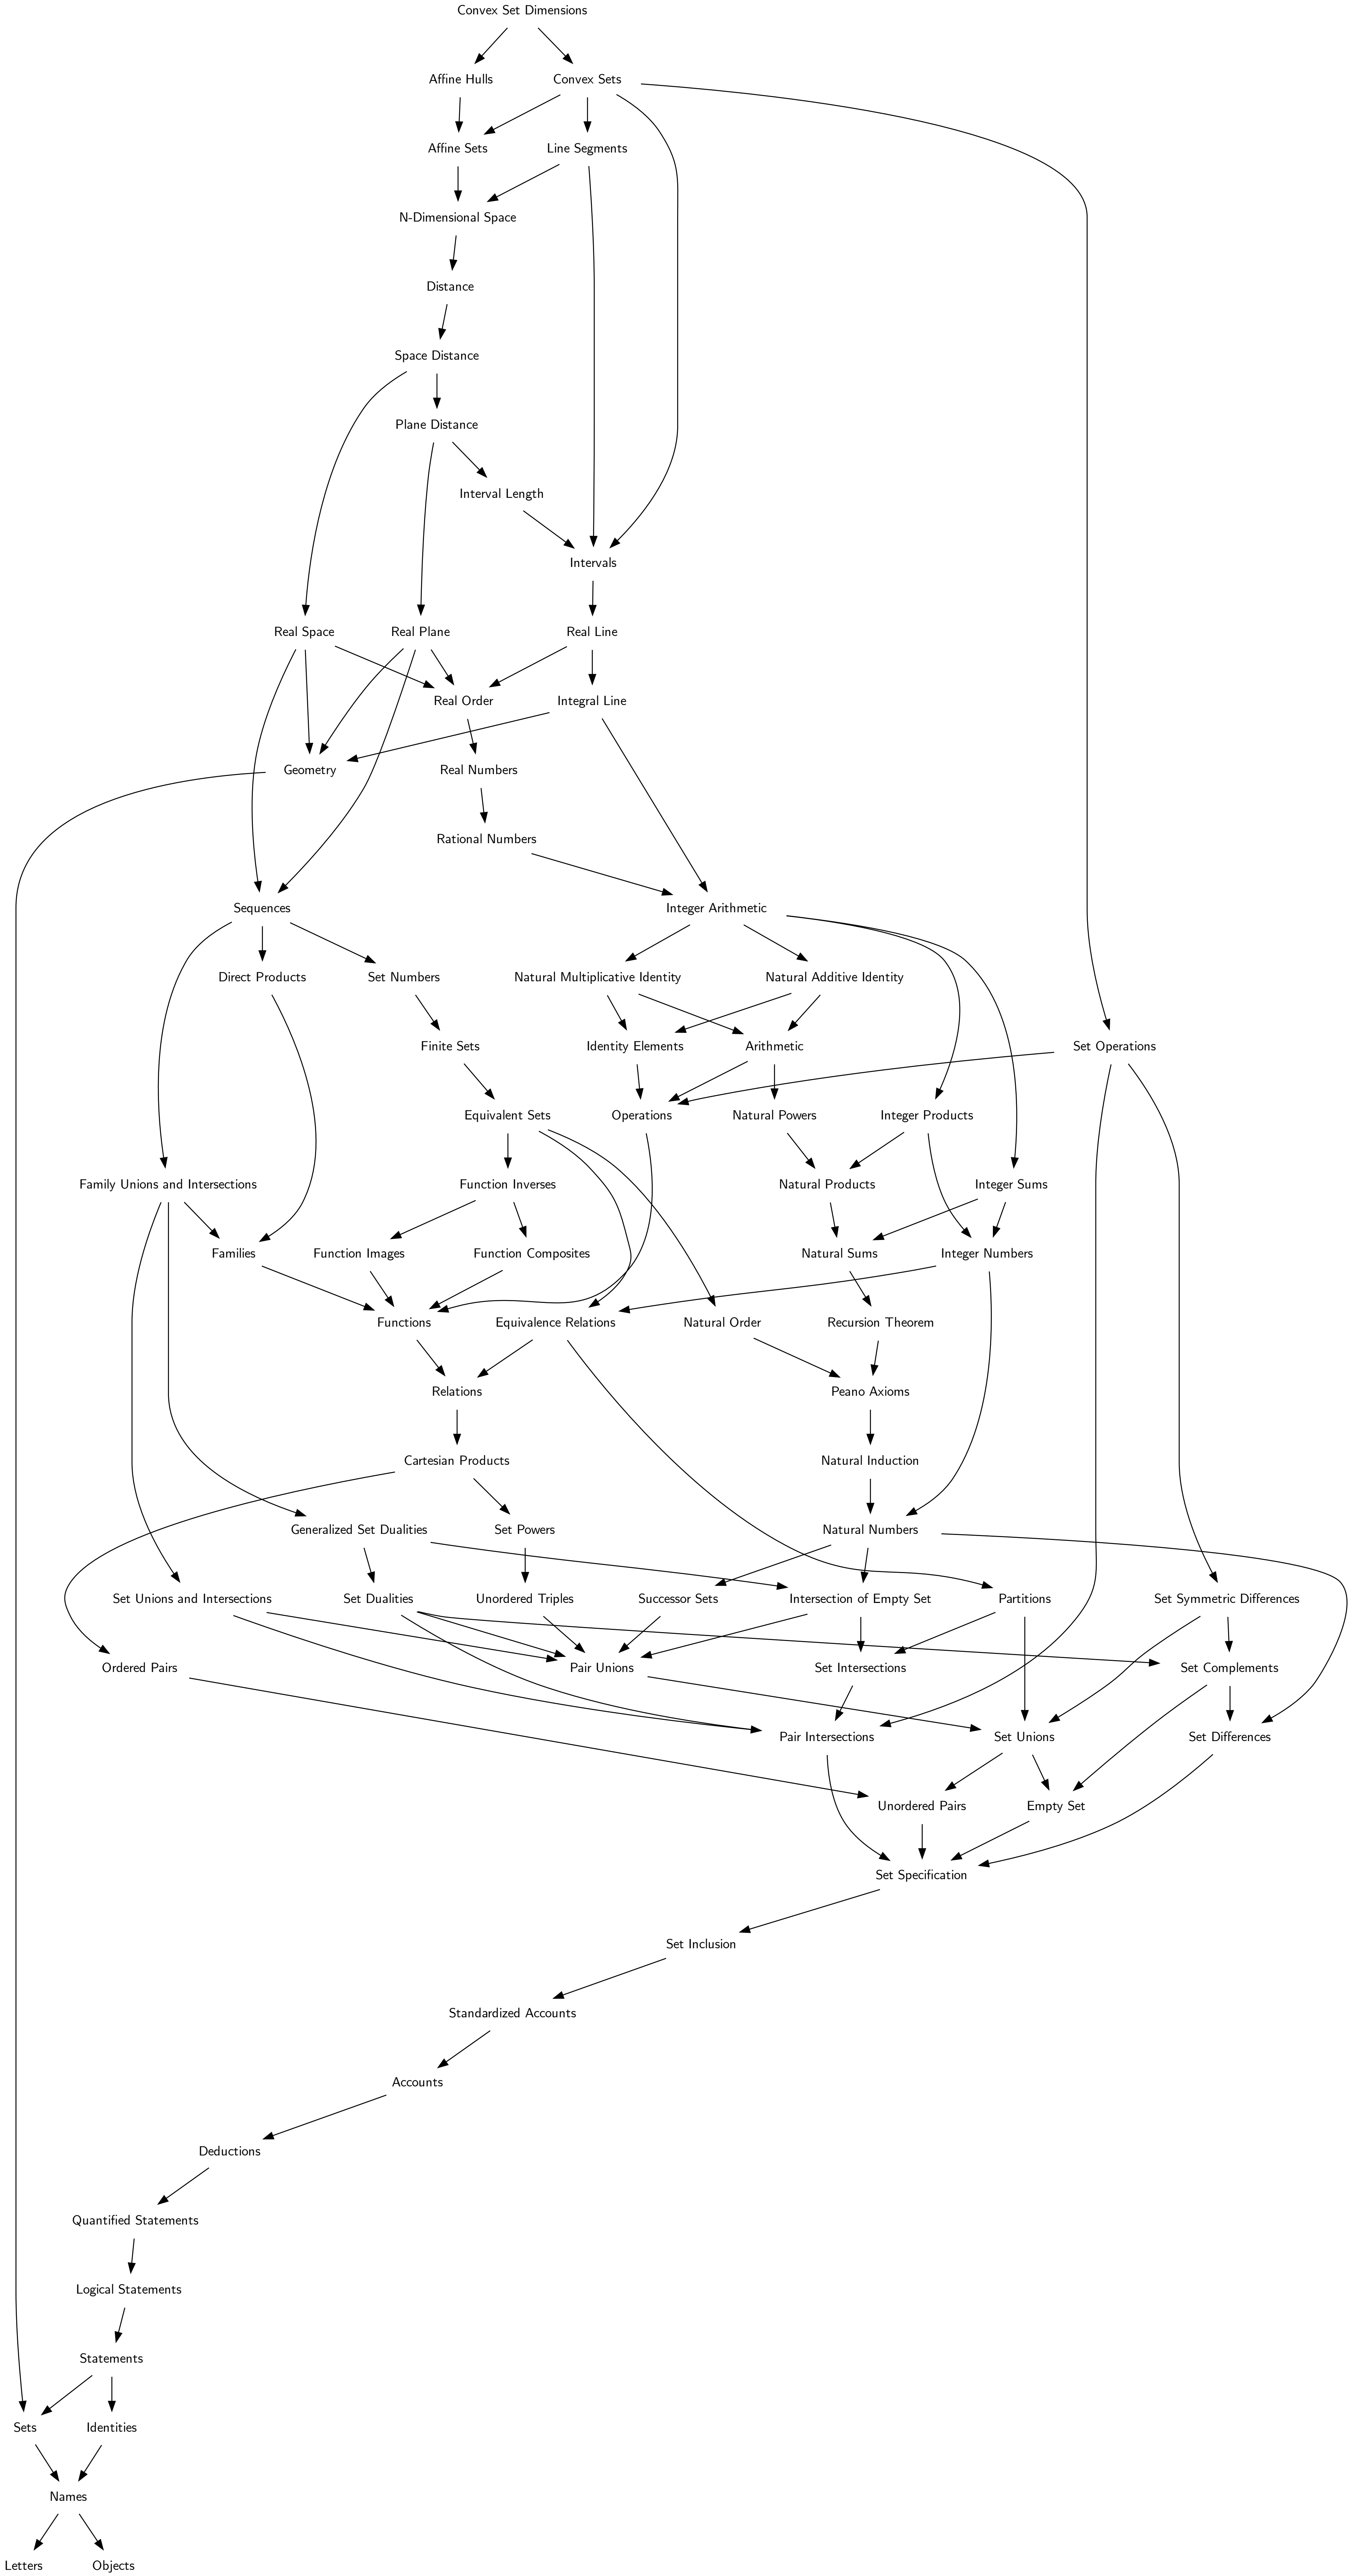 Convex Set Dimensions
Affine Hulls
Convex Sets
Affine Sets
Line Segments
N-Dimensional Space
Distance
Space Distance
Plane Distance
Interval Length
Intervals
Real Space
Real Plane
Real Line
Real Order
Integral Line
Geometry
Real Numbers
Rational Numbers
Sequences
Integer Arithmetic
Direct Products
Set Numbers
Natural Multiplicative Identity
Natural Additive Identity
Finite Sets
Identity Elements
Arithmetic
Set Operations
Equivalent Sets
Operations
Natural Powers
Integer Products
Family Unions and Intersections
Function Inverses
Natural Products
Integer Sums
Families
Function Images
Function Composites
Natural Sums
Integer Numbers
Functions
Equivalence Relations
Natural Order
Recursion Theorem
Relations
Peano Axioms
Cartesian Products
Natural Induction
Generalized Set Dualities
Set Powers
Natural Numbers
Set Unions and Intersections
Set Dualities
Unordered Triples
Successor Sets
Intersection of Empty Set
Partitions
Set Symmetric Differences
Ordered Pairs
Pair Unions
Set Intersections
Set Complements
Pair Intersections
Set Unions
Set Differences
Unordered Pairs
Empty Set
Set Specification
Set Inclusion
Standardized Accounts
Accounts
Deductions
Quantified Statements
Logical Statements
Statements
Sets
Identities
Names
Letters
Objects